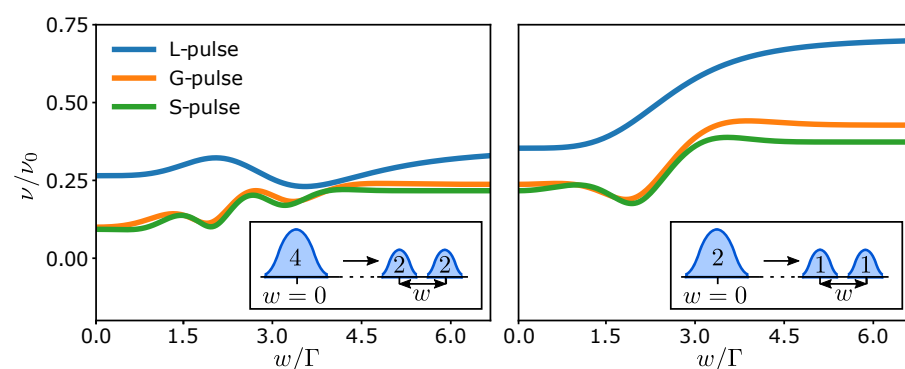 0.75
0.50
0.25
0.00
ν/ν₀
L-pulse
G-pulse
S-pulse
4
2 2
w = 0
w
0.0 1.5 3.0 4.5 6.0
w/Γ
2
1 1
w = 0
w
0.0 1.5 3.0 4.5 6.0
w/Γ